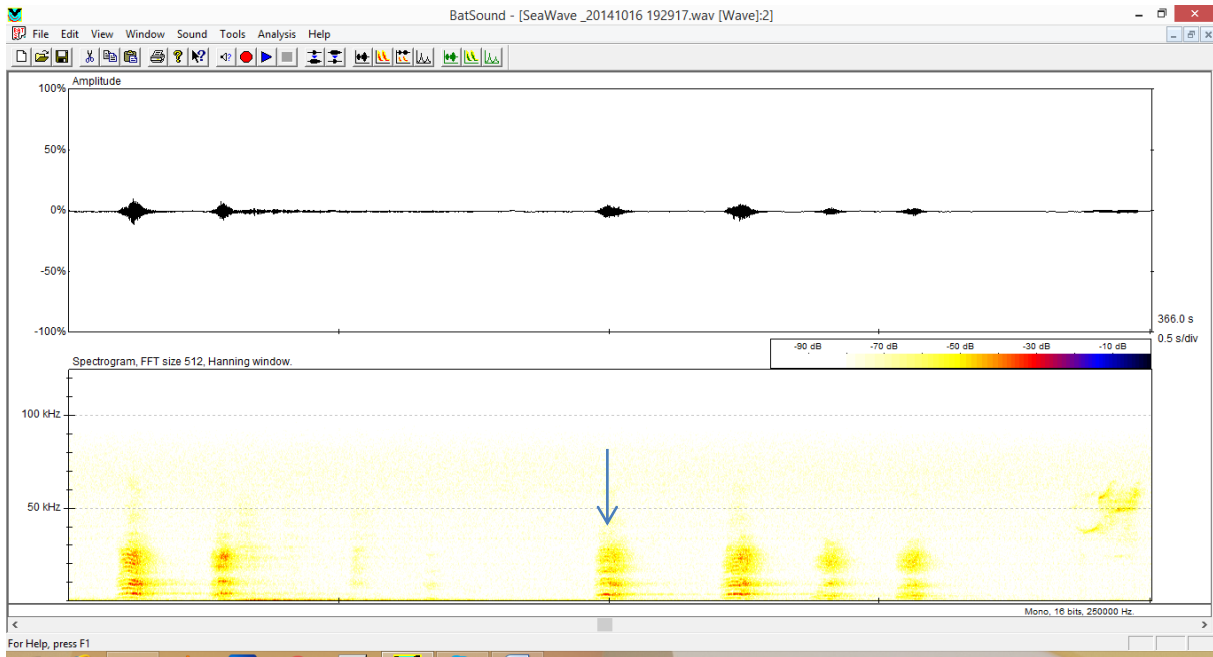 BatSound - [SeaWave _20141016 192917.wav [Wave]:2]
File Edit View Window Sound Tools Analysis Help
Amplitude
100%
50%
0%
-50%
-100%
366.0 s
0.5 s/div
Spectrogram, FFT size 512, Hanning window.
-90 dB -70 dB -50 dB -30 dB -10 dB
100 kHz
50 kHz
Mono, 16 bits, 250000 Hz.
For Help, press F1